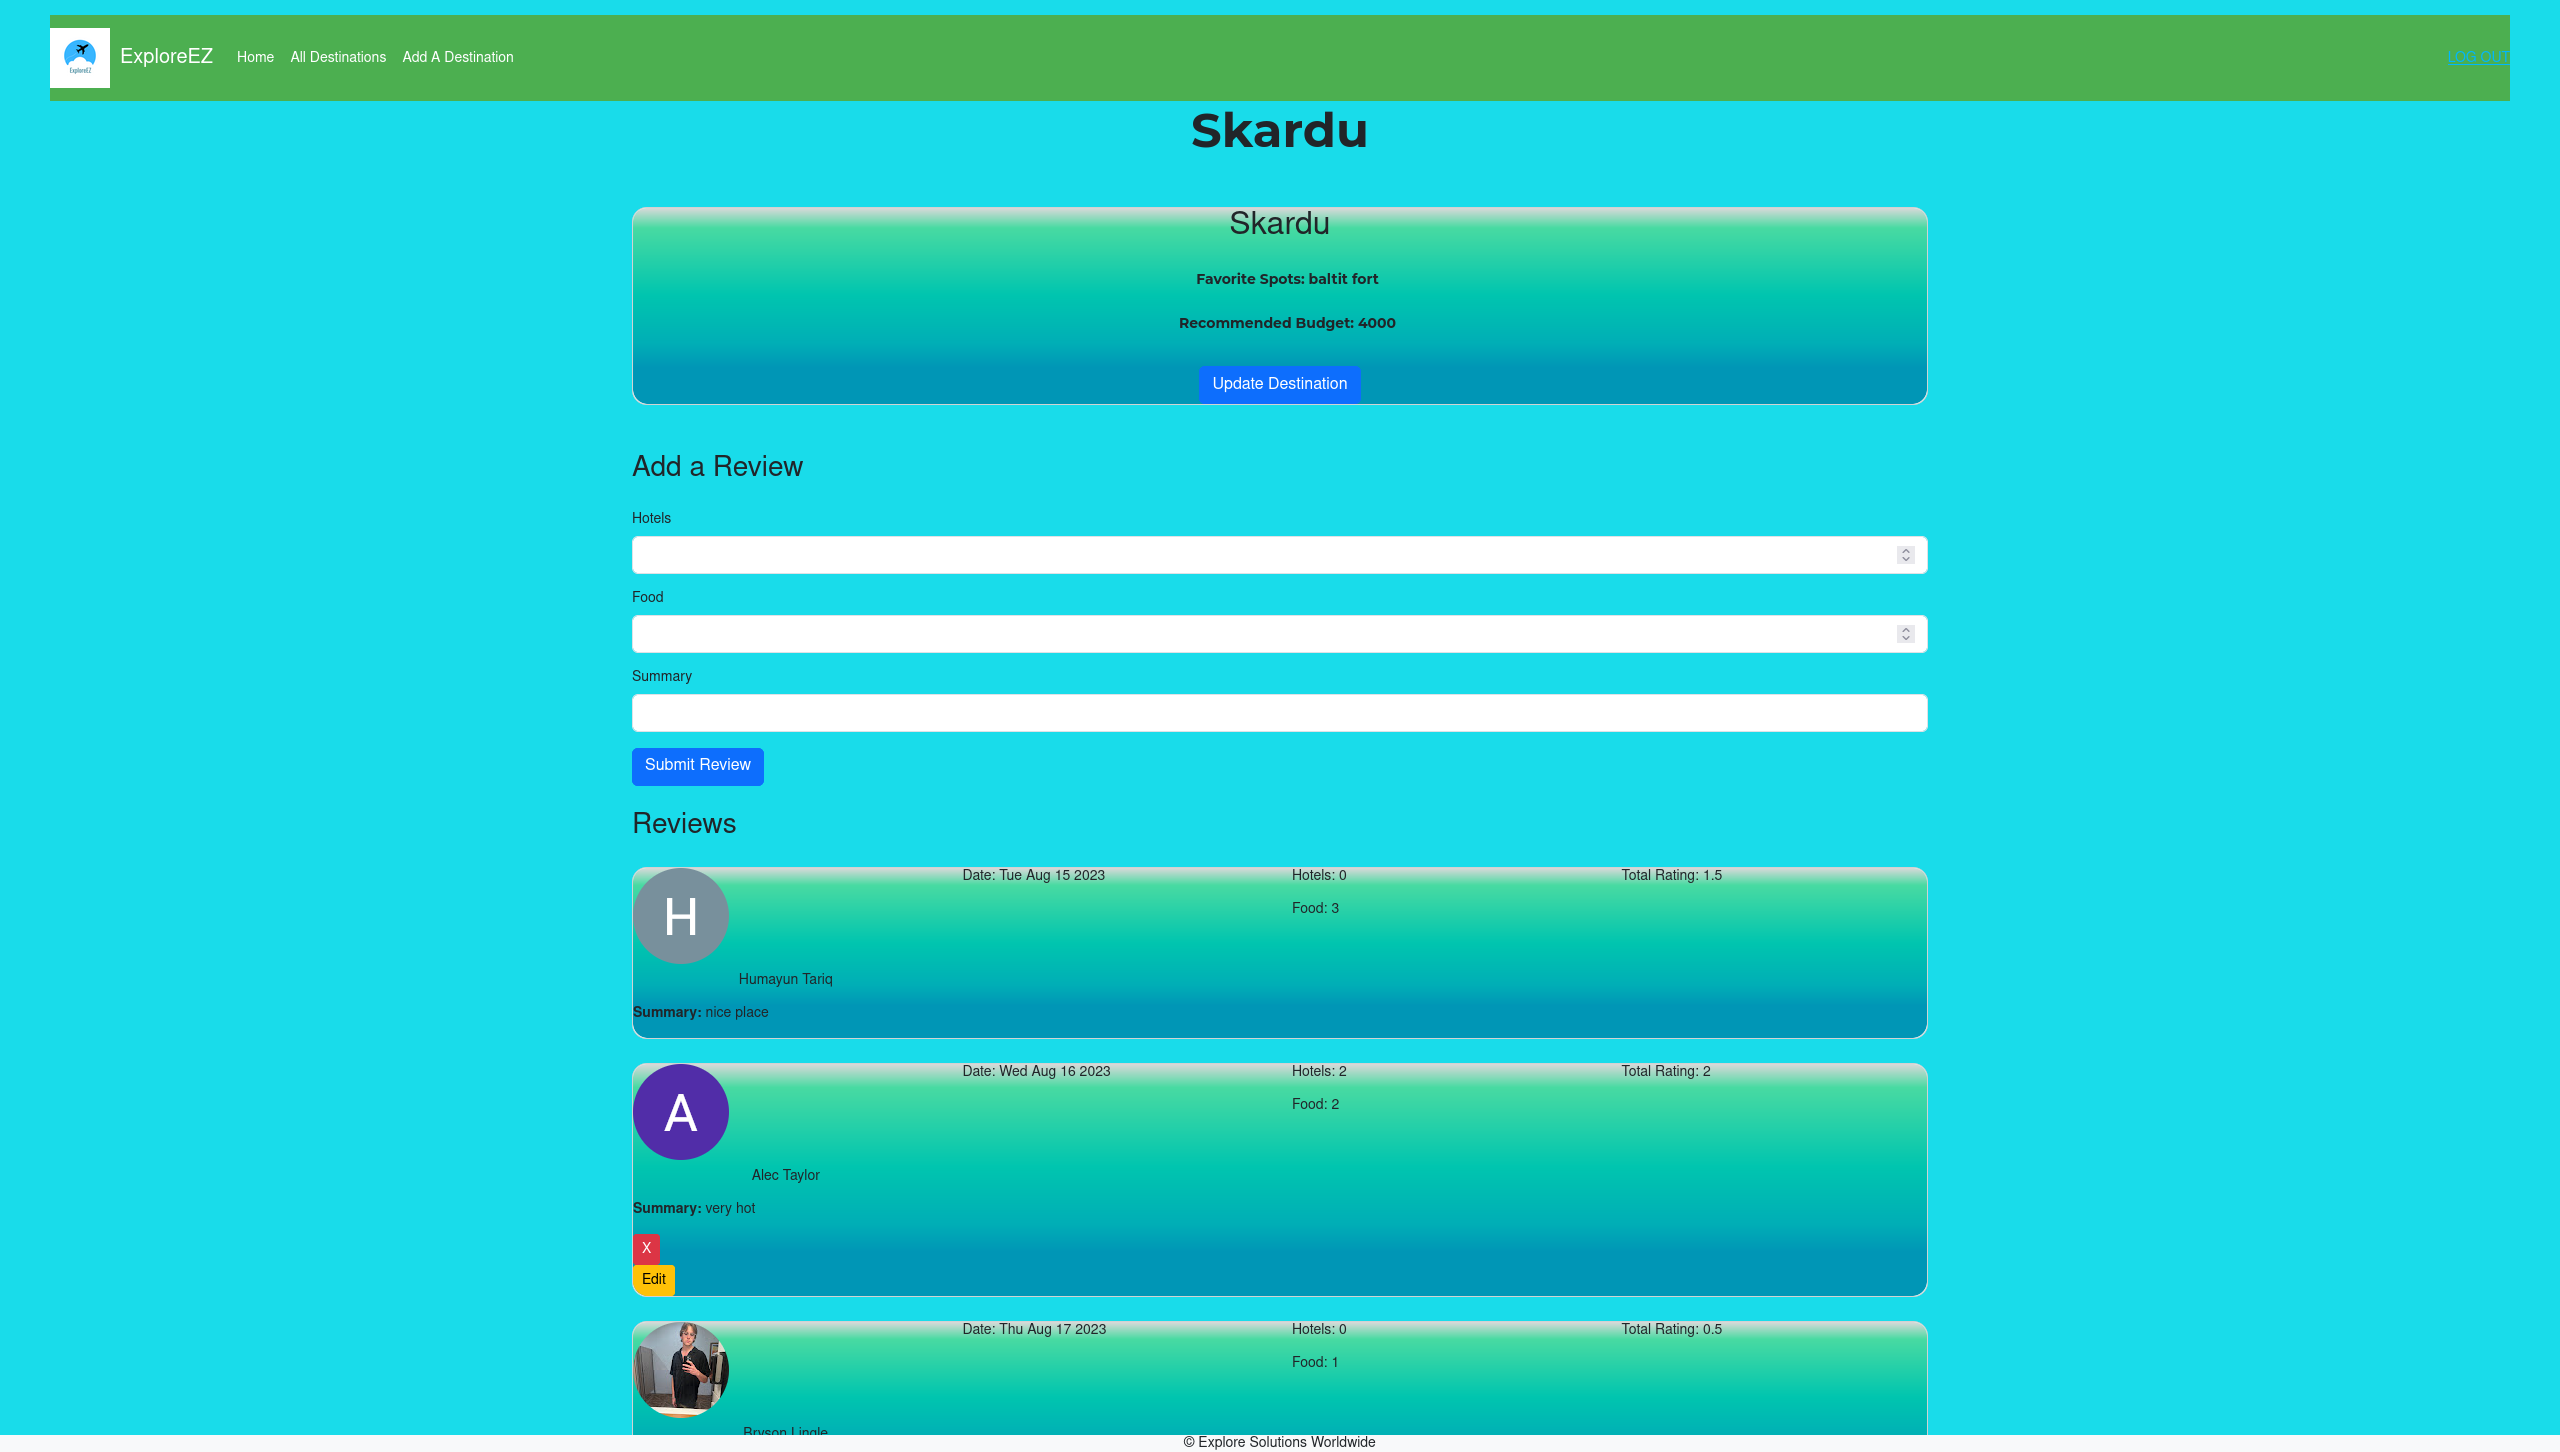 ExploreEZ
ExploreEZ Home All Destinations Add A Destination LOG OUT
Skardu
Skardu
Favorite Spots: baltit fort
Recommended Budget: 4000
Update Destination
Add a Review
Hotels
Food
Summary
Submit Review
Reviews
H Date: Tue Aug 15 2023 Hotels: 0 Total Rating: 1.5
Food: 3
Humayun Tariq
Summary: nice place
A Date: Wed Aug 16 2023 Hotels: 2 Total Rating: 2
Food: 2
Alec Taylor
Summary: very hot
X
Edit
Date: Thu Aug 17 2023 Hotels: 0 Total Rating: 0.5
Food: 1
Bryson Lingle
© Explore Solutions Worldwide